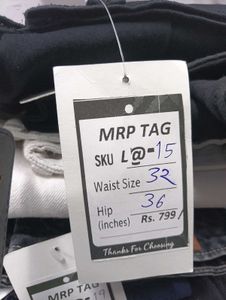 MRP TAG
SKU L@-15
Waist Size 32
Hip 36
(inches) Rs. 799/
Thanks For Choosing
MRP TAG